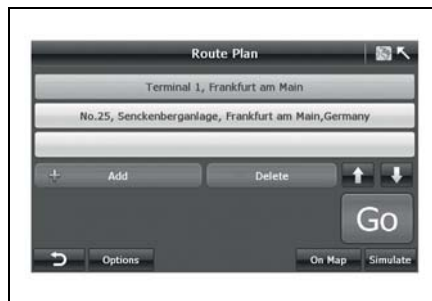 Route Plan
Terminal 1, Frankfurt am Main
No.25, Senckenberganlage, Frankfurt am Main,Germany
Add Delete
Go
Options On Map Simulate